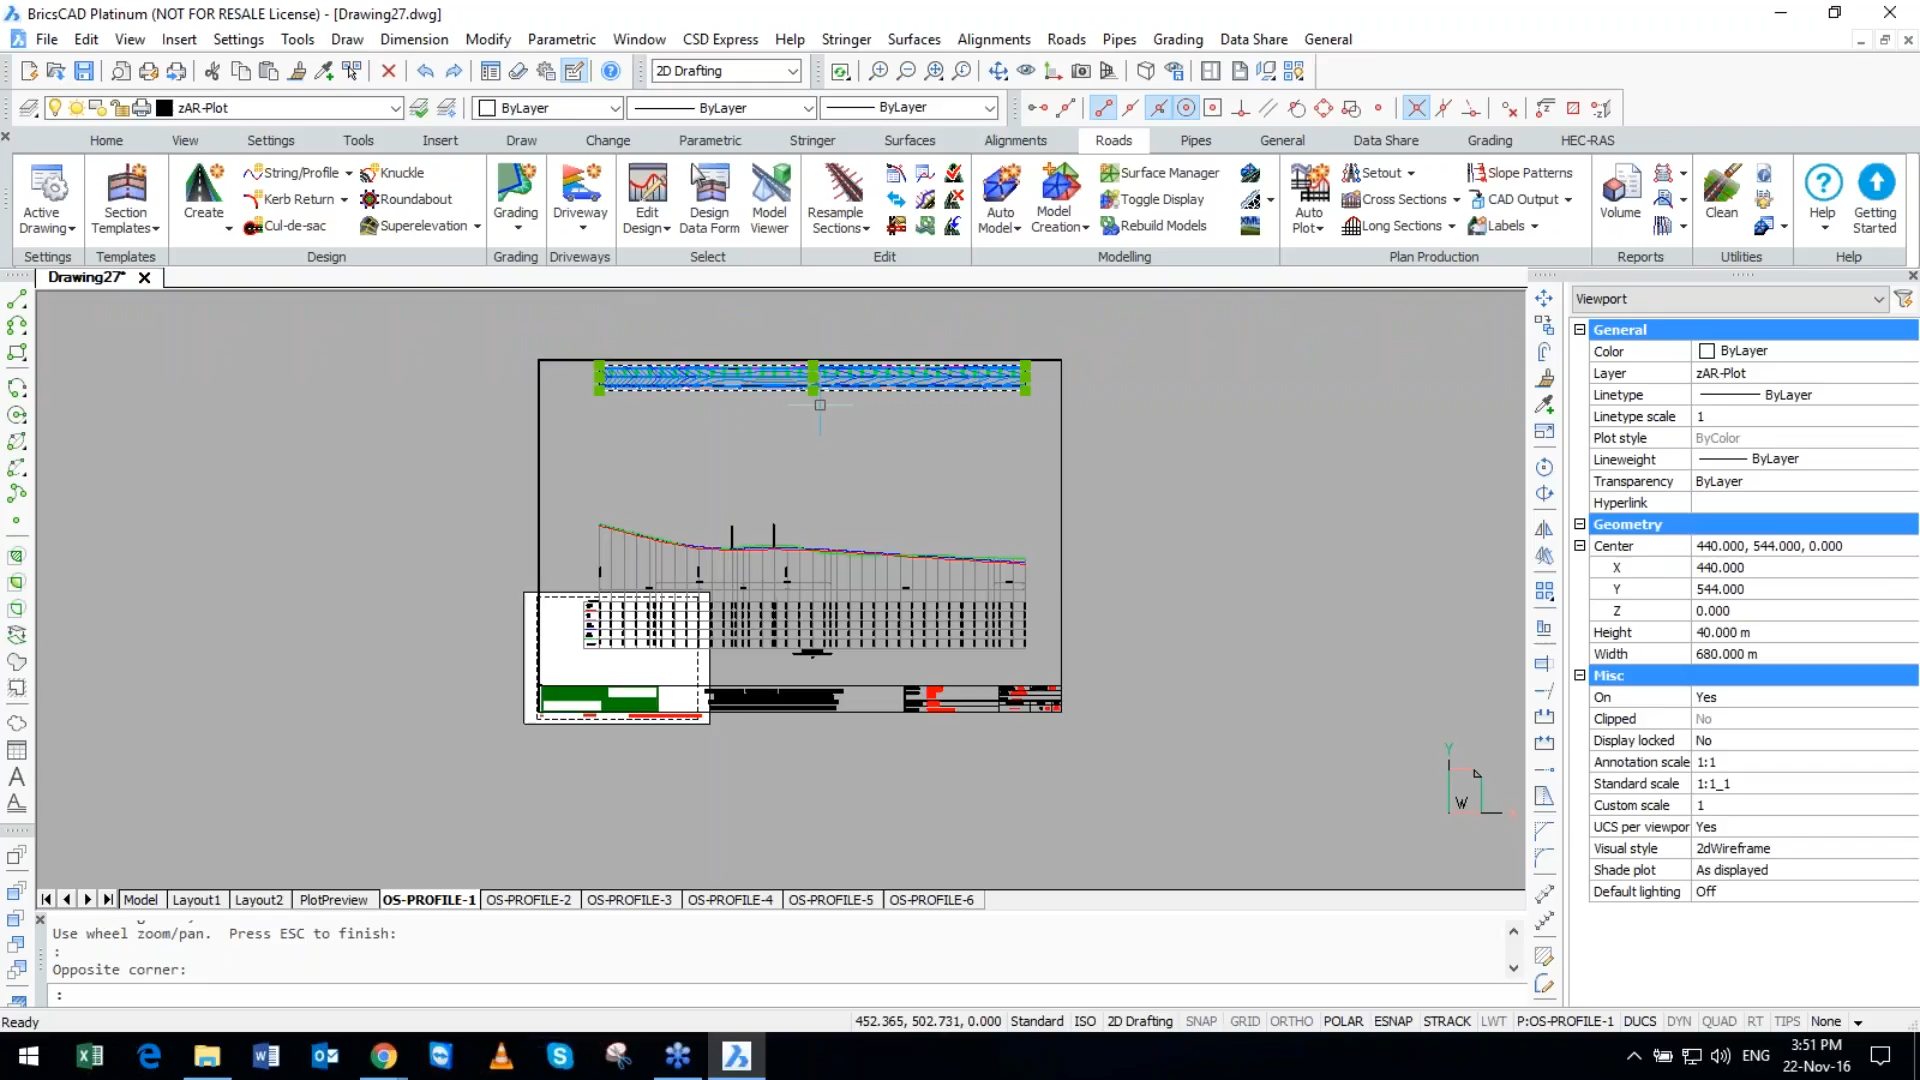 BricsCAD Platinum (NOT FOR RESALE License) - [Drawing27.dwg]
File Edit View Insert Settings Tools Draw Dimension Modify Parametric Window CSD Express Help Stringer Surfaces Alignments Roads Pipes Grading Data Share General
2D Drafting
zAR-Plot ByLayer ByLayer ByLayer
Home View Settings Tools Insert Draw Change Parametric Stringer Surfaces Alignments Roads Pipes General Data Share Grading HEC-RAS
String/Profile Knuckle Surface Manager Setout Slope Patterns
Kerb Return Roundabout Toggle Display Cross Sections CAD Output
Cul-de-sac Superelevation Rebuild Models Long Sections Labels
Active Drawing
Section Templates
Create
Grading
Driveway
Edit Design
Design Data Form
Model Viewer
Resample Sections
Auto Model
Model Creation
XML
Auto Plot
Volume
Clean
Help
Getting Started
Settings Templates Design Grading Driveways Select Edit Modelling Plan Production Reports Utilities Help
Drawing27*
Viewport
General
Color ByLayer
Layer zAR-Plot
Linetype ByLayer
Linetype scale 1
Plot style ByColor
Lineweight ByLayer
Transparency ByLayer
Hyperlink
Geometry
Center 440.000, 544.000, 0.000
X 440.000
Y 544.000
Z 0.000
Height 40.000 m
Width 680.000 m
Misc
On Yes
Clipped No
Display locked No
Annotation scale 1:1
Standard scale 1:1_1
Custom scale 1
UCS per viewpor Yes
Visual style 2dWireframe
Shade plot As displayed
Default lighting Off
Y
W
Model Layout1 Layout2 PlotPreview OS-PROFILE-1 OS-PROFILE-2 OS-PROFILE-3 OS-PROFILE-4 OS-PROFILE-5 OS-PROFILE-6
Use wheel zoom/pan. Press ESC to finish:
:
Opposite corner:
:
Ready 452.365, 502.731, 0.000 Standard ISO 2D Drafting SNAP GRID ORTHO POLAR ESNAP STRACK LWT P:OS-PROFILE-1 DUCS DYN QUAD RT TIPS None
ENG 3:51 PM
22-Nov-16